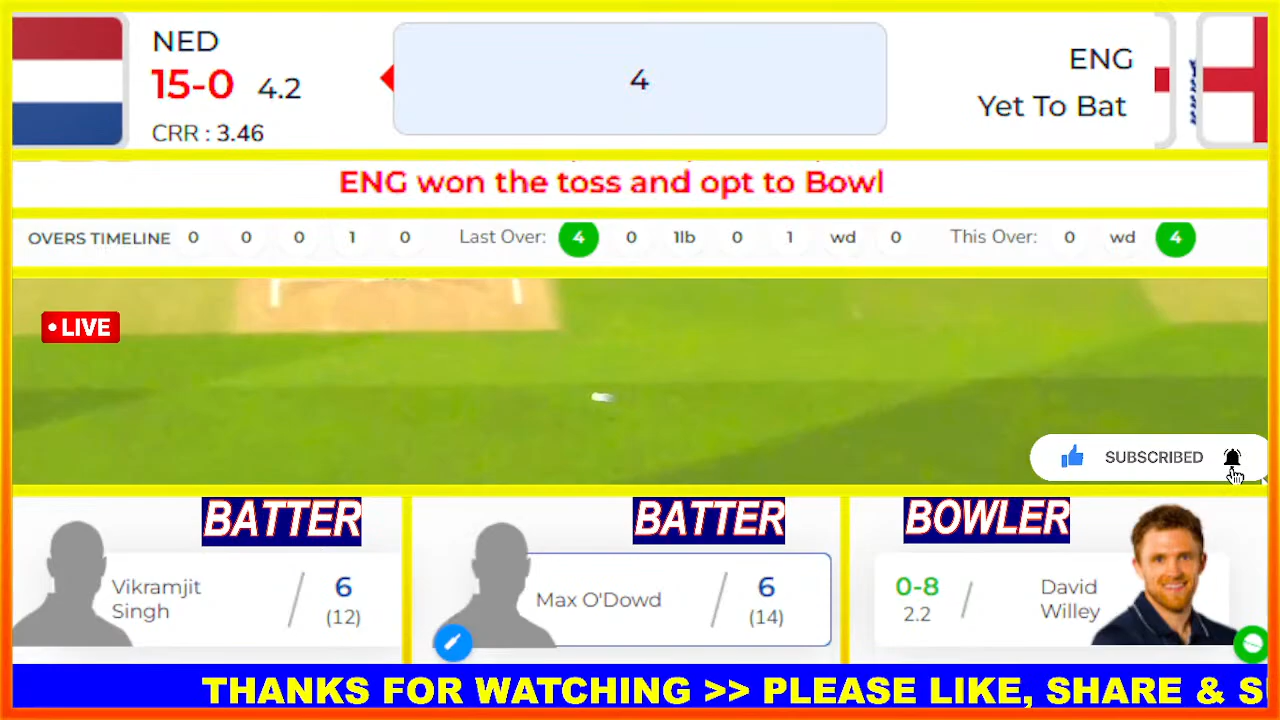 NED
15-0 4.2
CRR : 3.46
4
ENG
Yet To Bat
ENG won the toss and opt to Bowl
OVERS TIMELINE 0 0 0 1 0 Last Over: 4 0 1lb 0 1 wd 0 This Over: 0 wd 4
• LIVE
SUBSCRIBED
BATTER
Vikramjit
Singh
6
(12)
BATTER
Max O'Dowd
6
(14)
BOWLER
0-8
2.2
David
Willey
THANKS FOR WATCHING >> PLEASE LIKE, SHARE & S